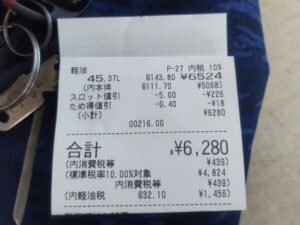 軽油 P-27 内税 10%
45.37L @143.80 ¥6524
(内本体 @111.70 ¥5068)
スロット値引 -5.00 -¥226
ため得値引 -0.40 -¥18
(小計) ¥6280
00216.00
合計 ¥6,280
(内消費税等 ¥439)
(標準税率10.00%対象 ¥4,824
内消費税等 ¥439)
(内軽油税 @32.10 ¥1,456)